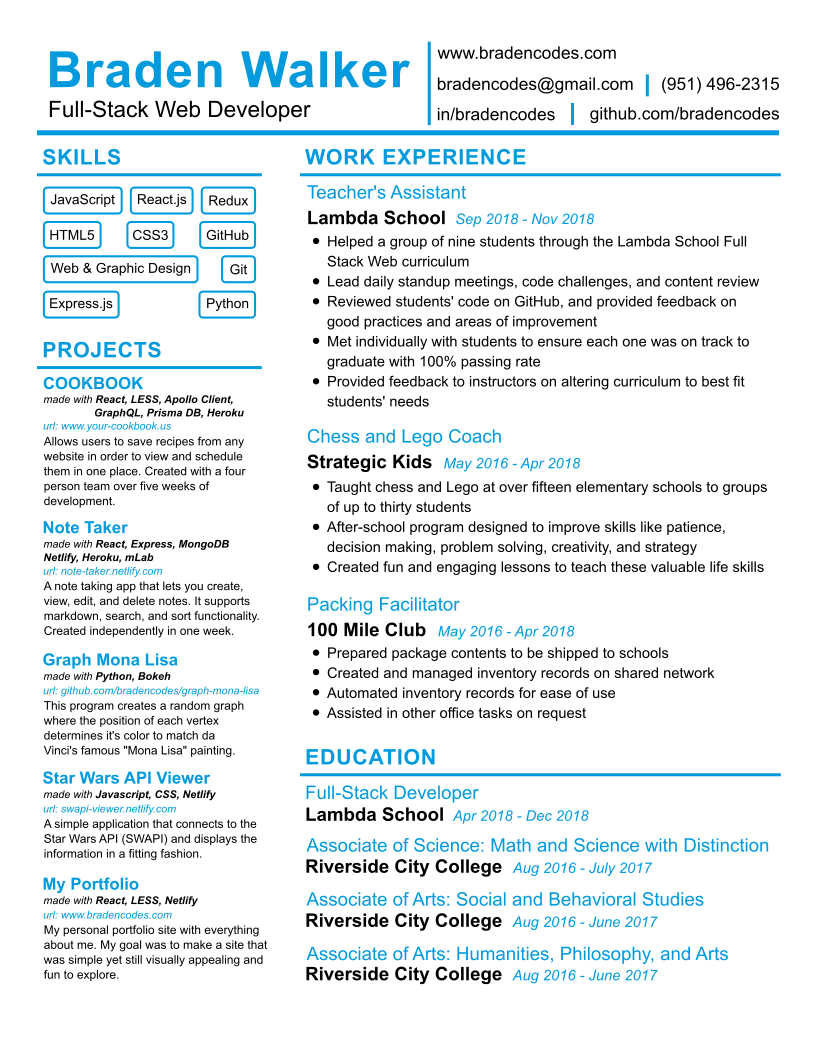 Braden Walker
Full-Stack Web Developer
www.bradencodes.com
bradencodes@gmail.com | (951) 496-2315
in/bradencodes | github.com/bradencodes
SKILLS
JavaScript React.js Redux
HTML5 CSS3 GitHub
Web & Graphic Design Git
Express.js Python
PROJECTS
COOKBOOK
made with React, LESS, Apollo Client,
GraphQL, Prisma DB, Heroku
url: www.your-cookbook.us
Allows users to save recipes from any
website in order to view and schedule
them in one place. Created with a four
person team over five weeks of
development.
Note Taker
made with React, Express, MongoDB
Netlify, Heroku, mLab
url: note-taker.netlify.com
A note taking app that lets you create,
view, edit, and delete notes. It supports
markdown, search, and sort functionality.
Created independently in one week.
Graph Mona Lisa
made with Python, Bokeh
url: github.com/bradencodes/graph-mona-lisa
This program creates a random graph
where the position of each vertex
determines it's color to match da
Vinci's famous "Mona Lisa" painting.
Star Wars API Viewer
made with Javascript, CSS, Netlify
url: swapi-viewer.netlify.com
A simple application that connects to the
Star Wars API (SWAPI) and displays the
information in a fitting fashion.
My Portfolio
made with React, LESS, Netlify
url: www.bradencodes.com
My personal portfolio site with everything
about me. My goal was to make a site that
was simple yet still visually appealing and
fun to explore.
WORK EXPERIENCE
Teacher's Assistant
Lambda School Sep 2018 - Nov 2018
• Helped a group of nine students through the Lambda School Full
Stack Web curriculum
• Lead daily standup meetings, code challenges, and content review
• Reviewed students' code on GitHub, and provided feedback on
good practices and areas of improvement
• Met individually with students to ensure each one was on track to
graduate with 100% passing rate
• Provided feedback to instructors on altering curriculum to best fit
students' needs
Chess and Lego Coach
Strategic Kids May 2016 - Apr 2018
• Taught chess and Lego at over fifteen elementary schools to groups
of up to thirty students
• After-school program designed to improve skills like patience,
decision making, problem solving, creativity, and strategy
• Created fun and engaging lessons to teach these valuable life skills
Packing Facilitator
100 Mile Club May 2016 - Apr 2018
• Prepared package contents to be shipped to schools
• Created and managed inventory records on shared network
• Automated inventory records for ease of use
• Assisted in other office tasks on request
EDUCATION
Full-Stack Developer
Lambda School Apr 2018 - Dec 2018
Associate of Science: Math and Science with Distinction
Riverside City College Aug 2016 - July 2017
Associate of Arts: Social and Behavioral Studies
Riverside City College Aug 2016 - June 2017
Associate of Arts: Humanities, Philosophy, and Arts
Riverside City College Aug 2016 - June 2017